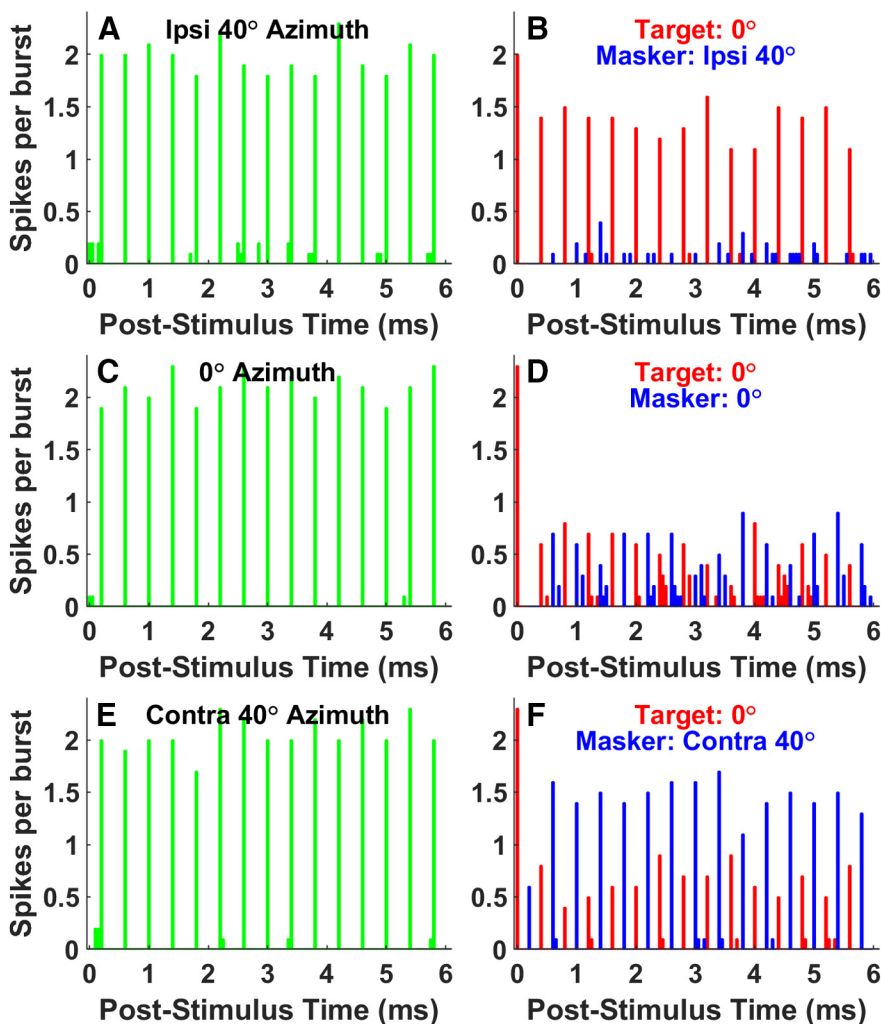 A Ipsi 40° Azimuth
2
1.5
1
0.5
0
Spikes per burst
0 1 2 3 4 5 6
Post-Stimulus Time (ms)
B Target: 0°
Masker: Ipsi 40°
2
1.5
1
0.5
0
0 1 2 3 4 5 6
Post-Stimulus Time (ms)
C 0° Azimuth
2
1.5
1
0.5
0
Spikes per burst
0 1 2 3 4 5 6
Post-Stimulus Time (ms)
D Target: 0°
Masker: 0°
2
1.5
1
0.5
0
0 1 2 3 4 5 6
Post-Stimulus Time (ms)
E Contra 40° Azimuth
2
1.5
1
0.5
0
Spikes per burst
0 1 2 3 4 5 6
Post-Stimulus Time (ms)
F Target: 0°
Masker: Contra 40°
2
1.5
1
0.5
0
0 1 2 3 4 5 6
Post-Stimulus Time (ms)